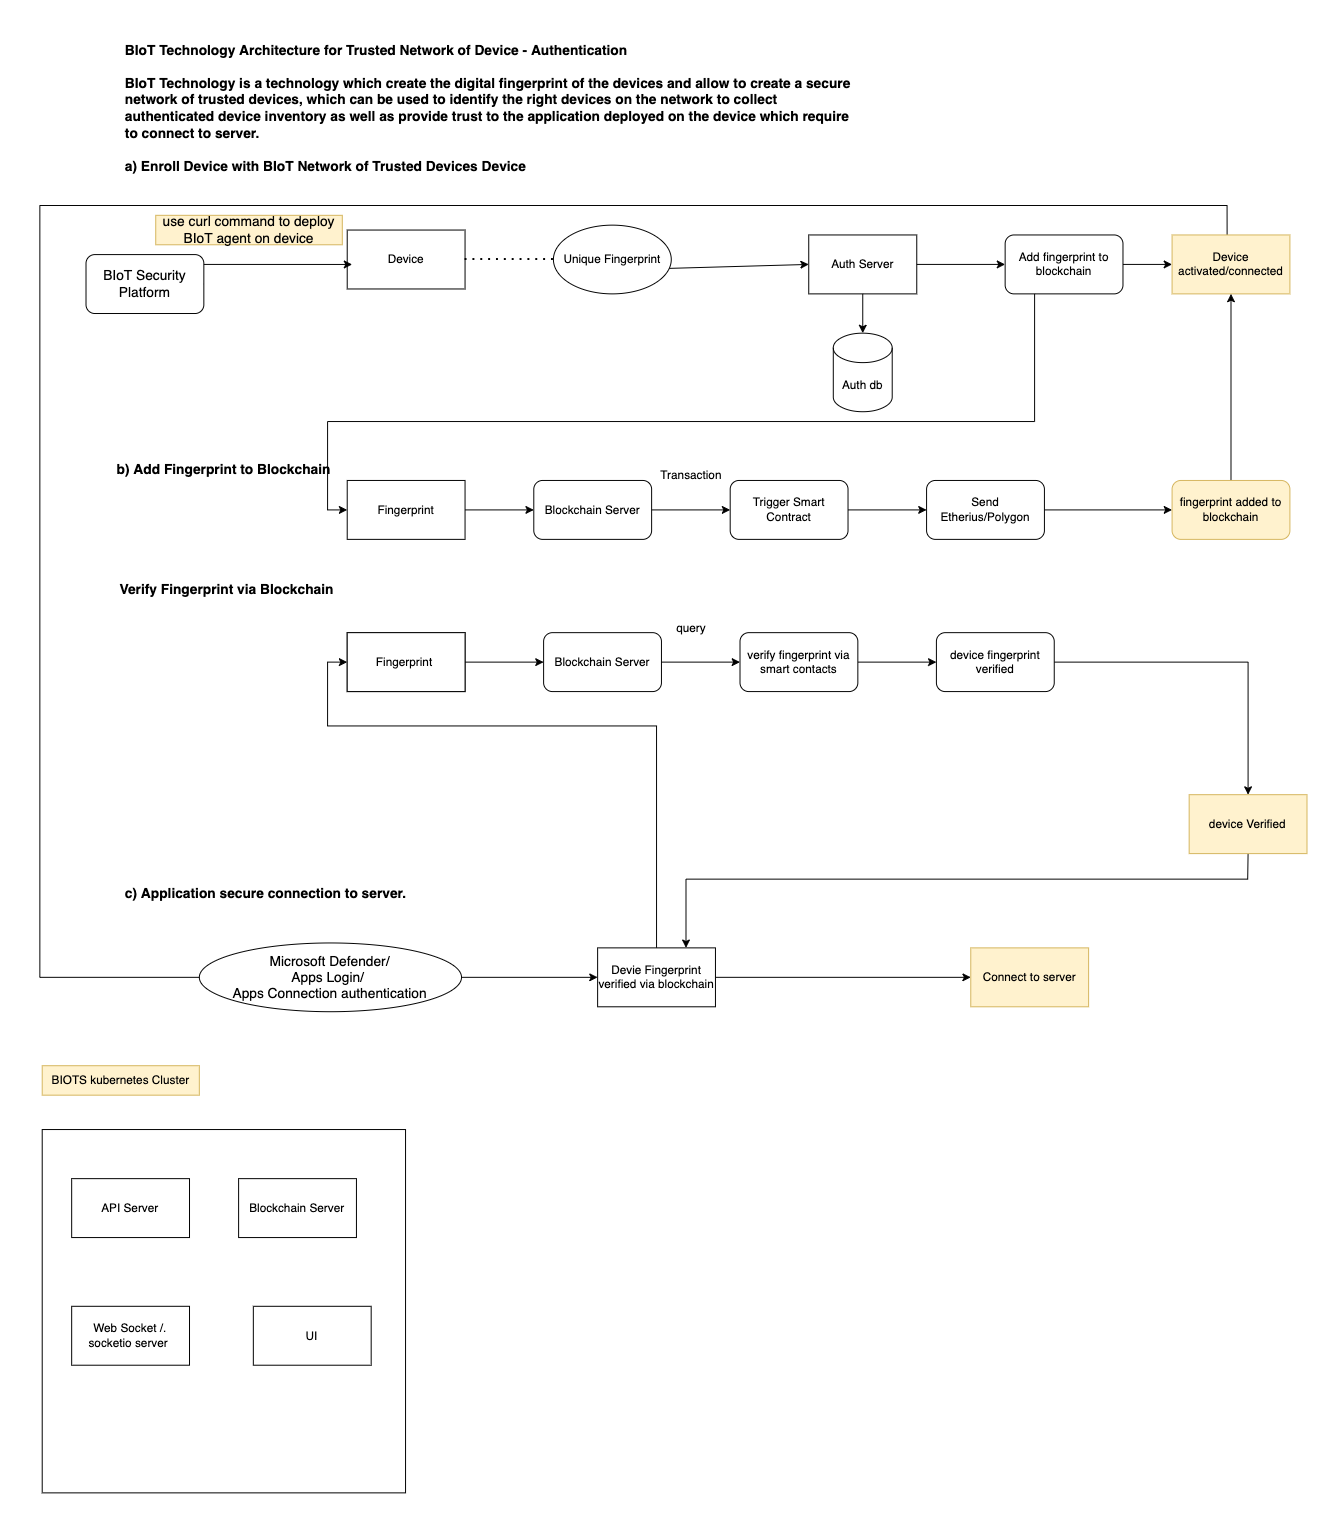 BIoT Technology Architecture for Trusted Network of Device - Authentication
BIoT Technology is a technology which create the digital fingerprint of the devices and allow to create a secure
network of trusted devices, which can be used to identify the right devices on the network to collect
authenticated device inventory as well as provide trust to the application deployed on the device which require
to connect to server.
a) Enroll Device with BIoT Network of Trusted Devices Device
use curl command to deploy
BIoT agent on device
BIoT Security
Platform
Device
Unique Fingerprint
Auth Server
Add fingerprint to
blockchain
Device
activated/connected
Auth db
b) Add Fingerprint to Blockchain
Fingerprint
Blockchain Server
Transaction
Trigger Smart
Contract
Send
Etherius/Polygon
fingerprint added to
blockchain
Verify Fingerprint via Blockchain
Fingerprint
Blockchain Server
query
verify fingerprint via
smart contacts
device fingerprint
verified
device Verified
c) Application secure connection to server.
Microsoft Defender/
Apps Login/
Apps Connection authentication
Devie Fingerprint
verified via blockchain
Connect to server
BIOTS kubernetes Cluster
API Server
Blockchain Server
Web Socket /.
socketio server
UI